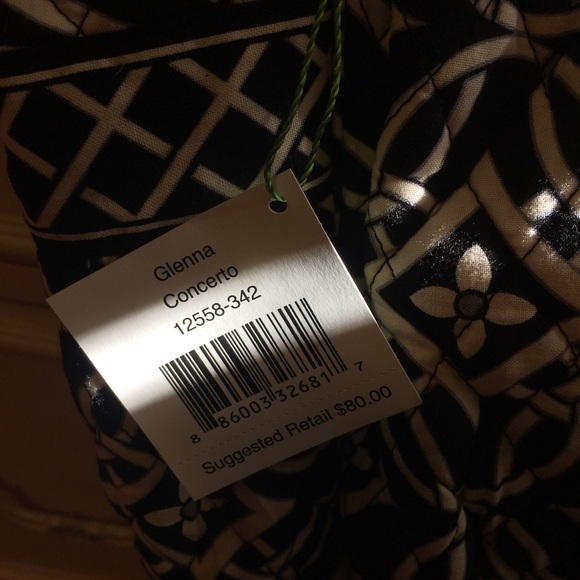 Glenna
Concerto
12558-342
8 86003 32681 7
Suggested Retail $80.00